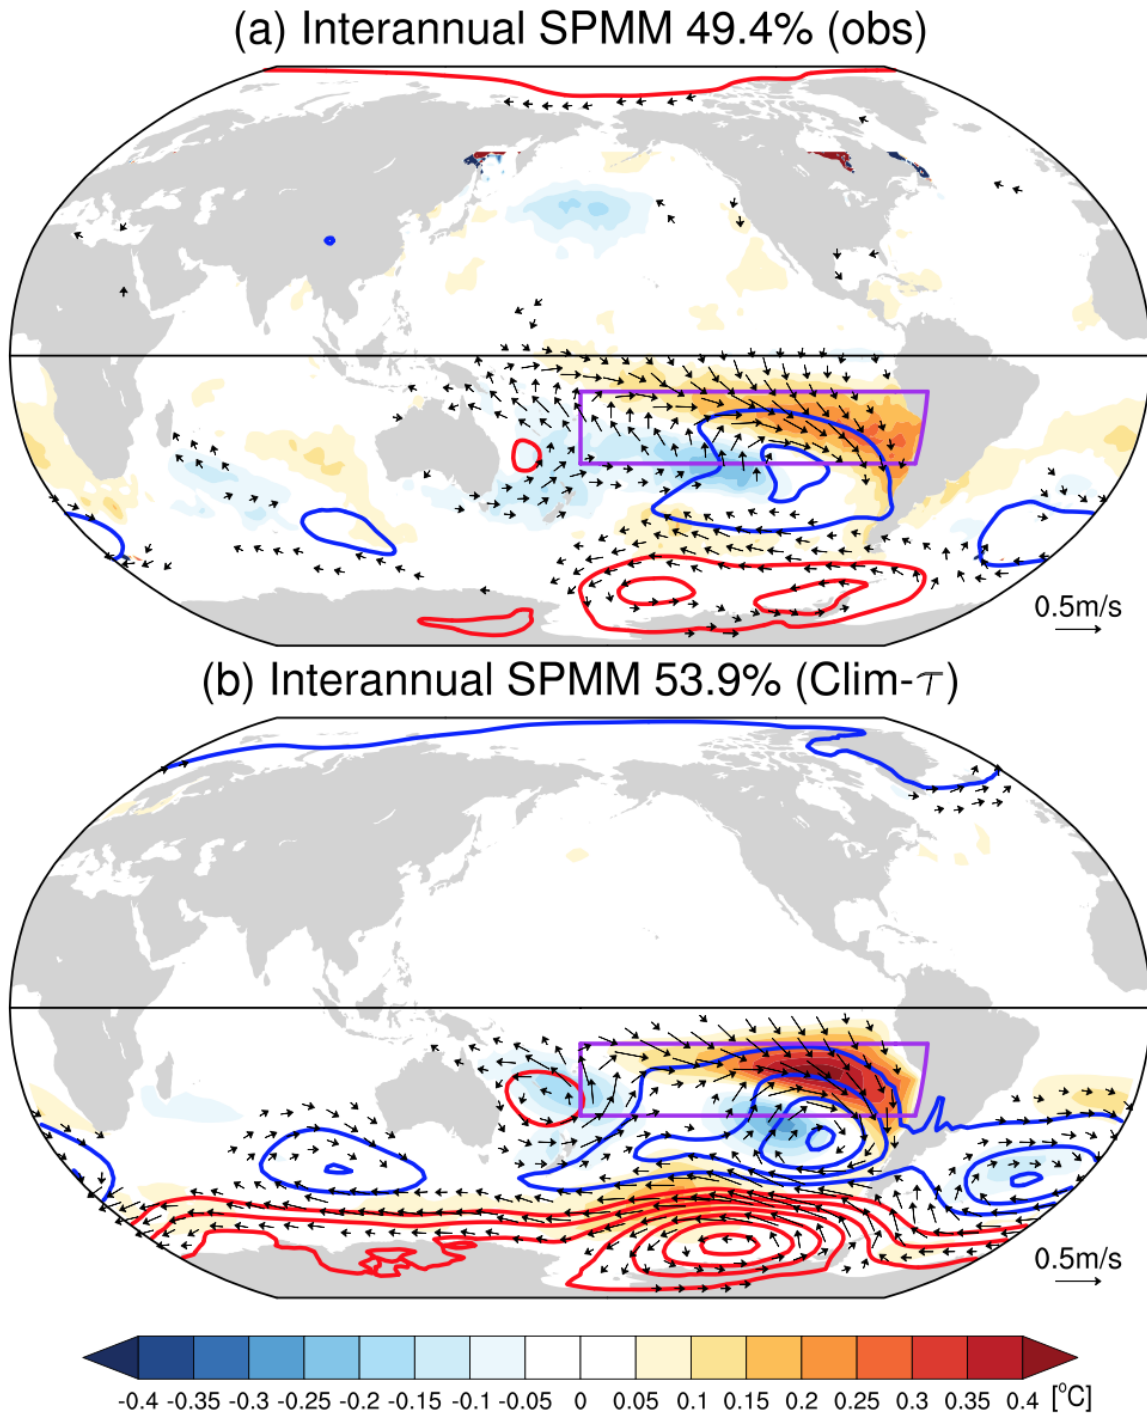 (a) Interannual SPMM 49.4% (obs)
0.5m/s
(b) Interannual SPMM 53.9% (Clim-τ)
0.5m/s
-0.4 -0.35 -0.3 -0.25 -0.2 -0.15 -0.1 -0.05 0 0.05 0.1 0.15 0.2 0.25 0.3 0.35 0.4 [°C]